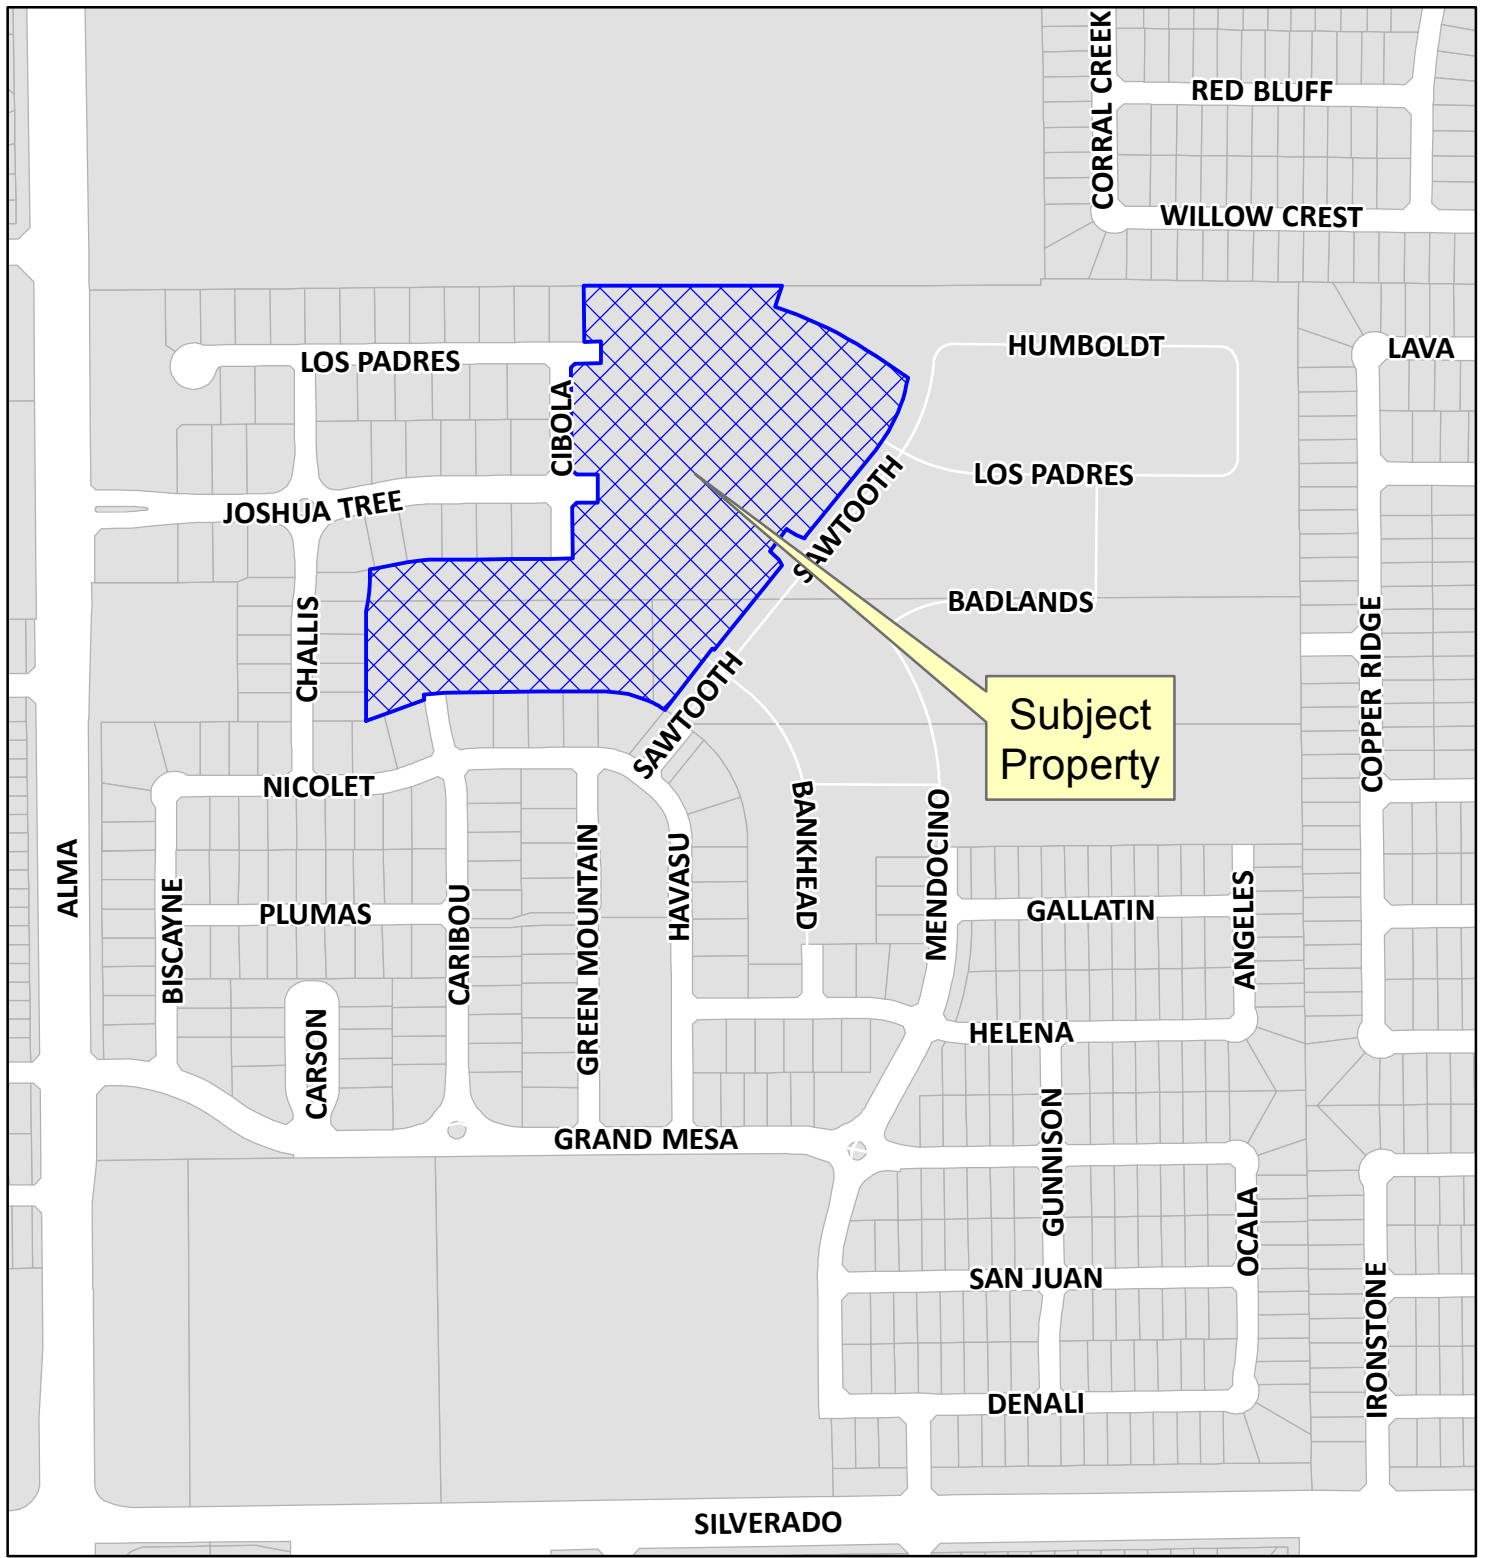 CORRAL CREEK
RED BLUFF
WILLOW CREST
HUMBOLDT
LAVA
LOS PADRES
CIBOLA
LOS PADRES
JOSHUA TREE
SAWTOOTH
BADLANDS
CHALLIS
COPPER RIDGE
SAWTOOTH
Subject
Property
NICOLET
BANKHEAD
MENDOCINO
ALMA
BISCAYNE
PLUMAS
CARIBOU
GREEN MOUNTAIN
HAVASU
GALLATIN
ANGELES
CARSON
HELENA
GUNNISON
GRAND MESA
OCALA
SAN JUAN
IRONSTONE
DENALI
SILVERADO